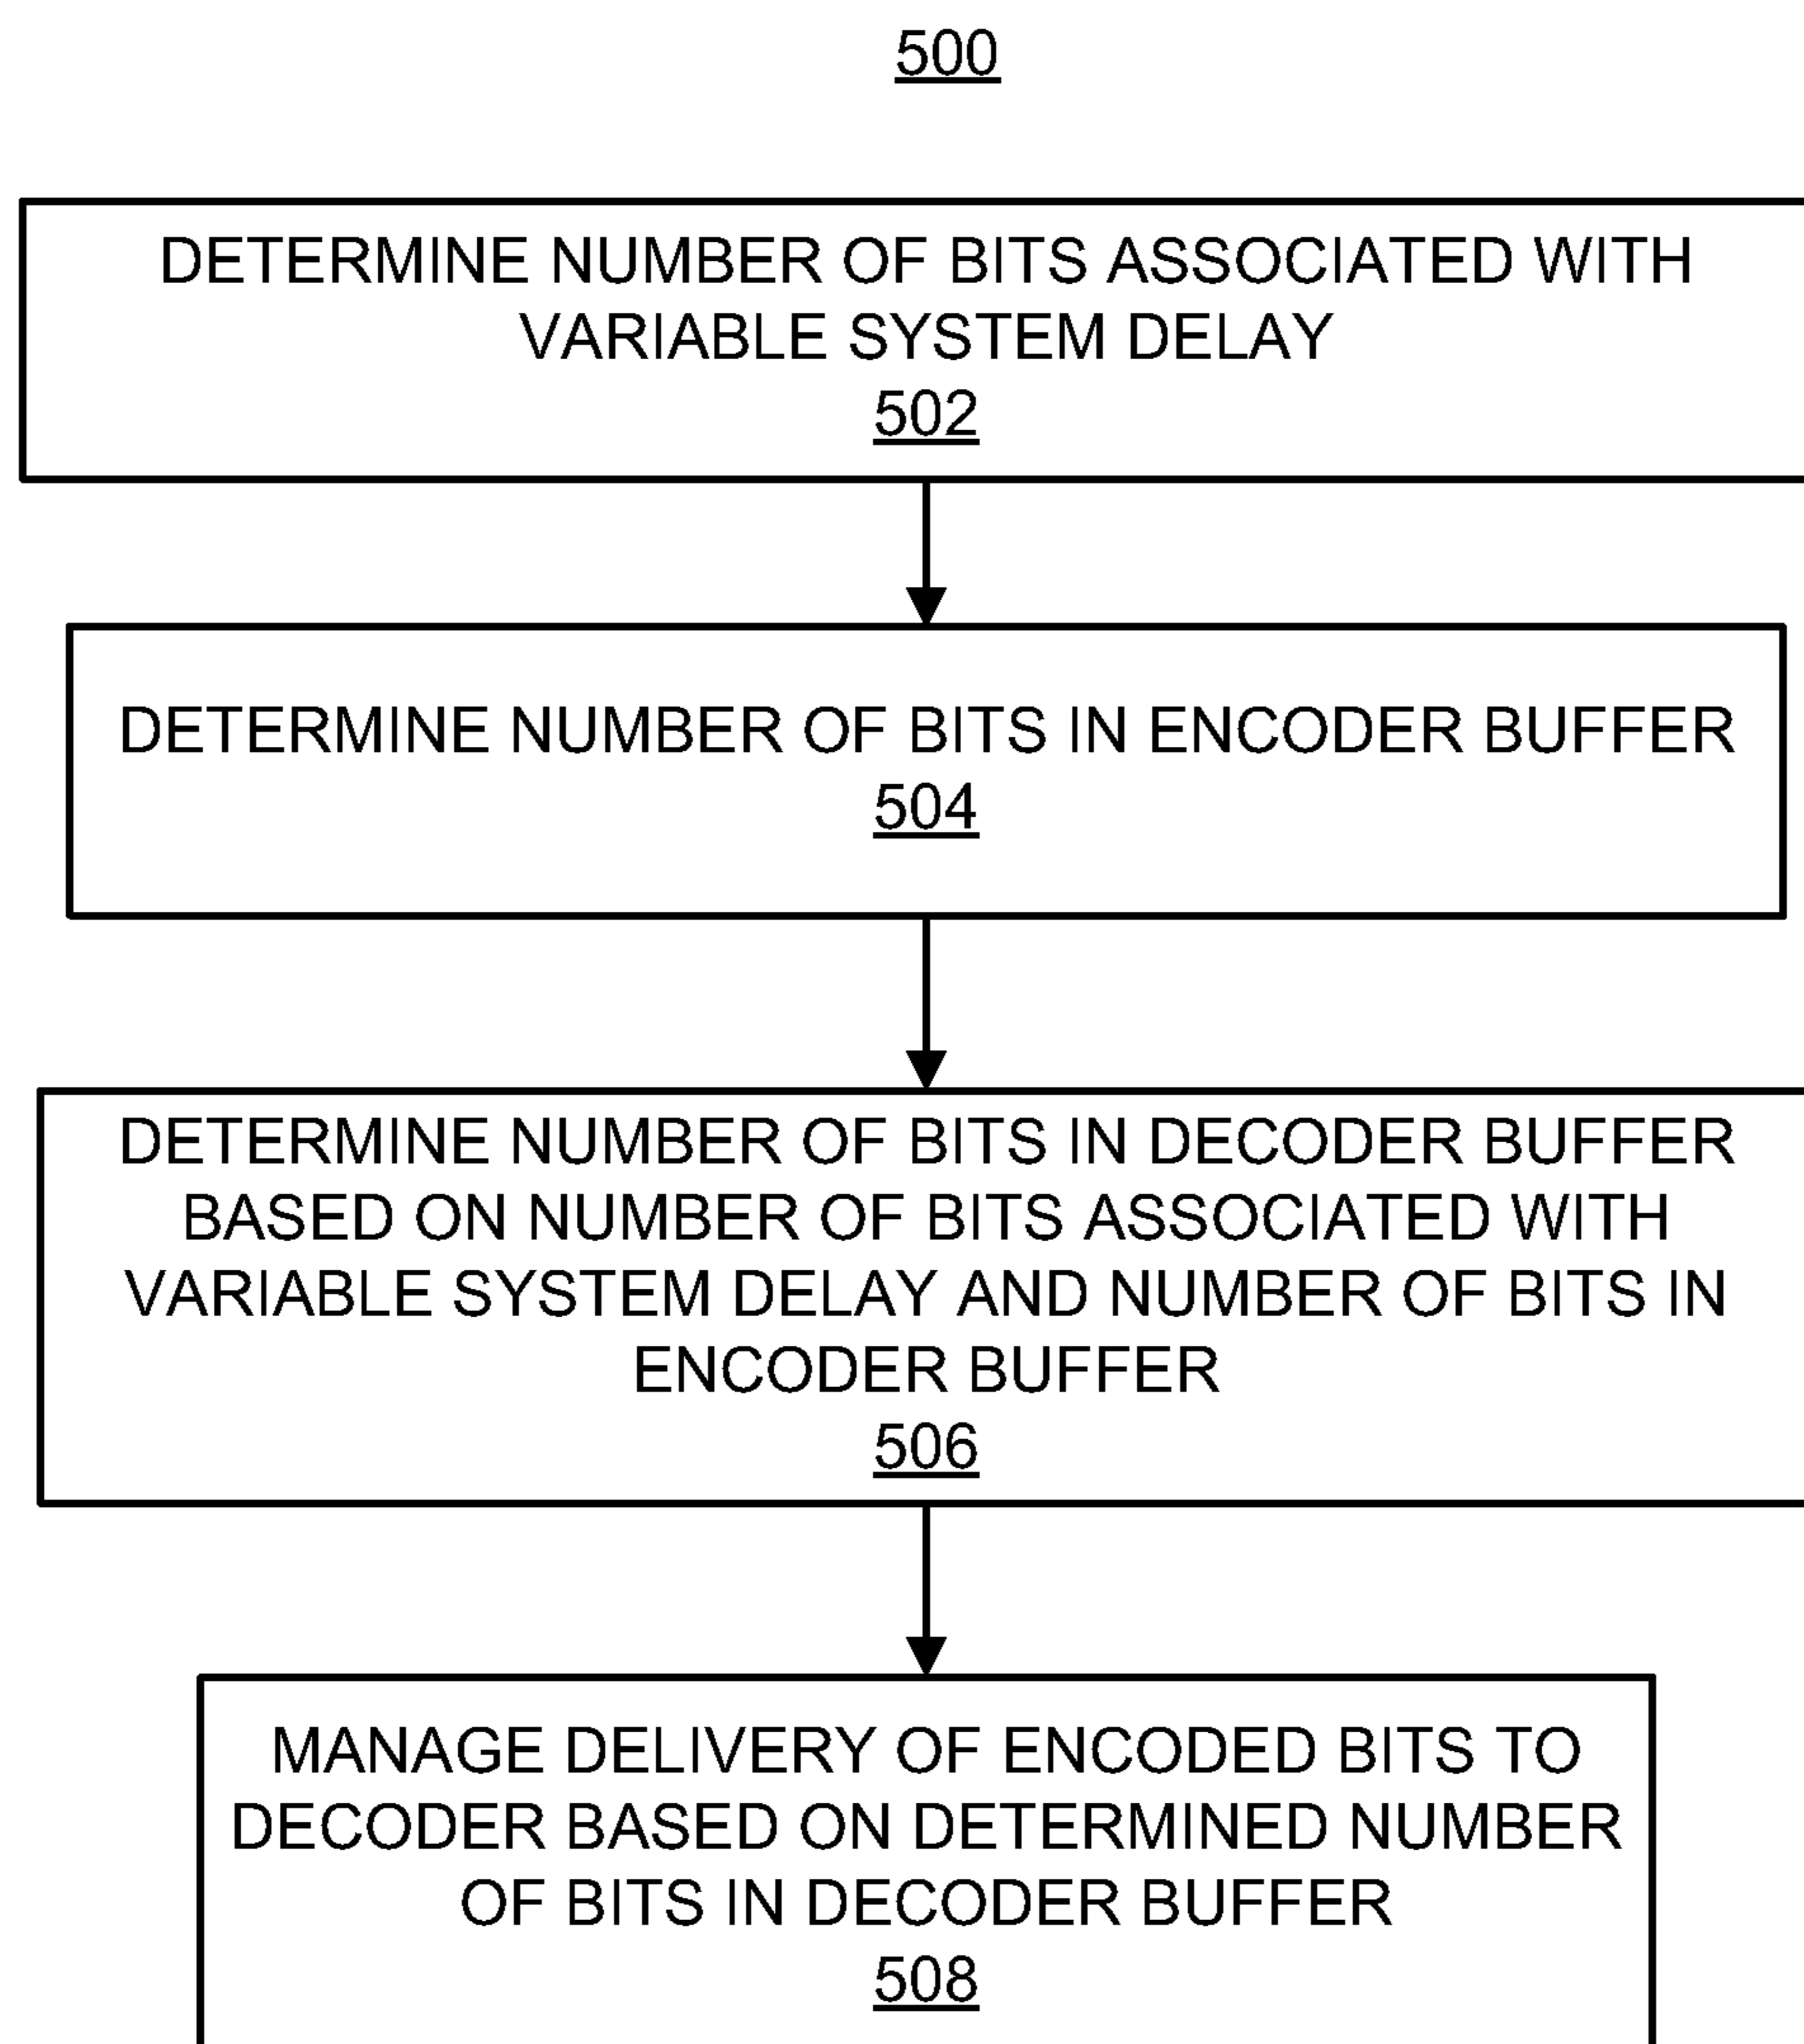 500
DETERMINE NUMBER OF BITS ASSOCIATED WITH
VARIABLE SYSTEM DELAY
502
DETERMINE NUMBER OF BITS IN ENCODER BUFFER
504
DETERMINE NUMBER OF BITS IN DECODER BUFFER
BASED ON NUMBER OF BITS ASSOCIATED WITH
VARIABLE SYSTEM DELAY AND NUMBER OF BITS IN
ENCODER BUFFER
506
MANAGE DELIVERY OF ENCODED BITS TO
DECODER BASED ON DETERMINED NUMBER
OF BITS IN DECODER BUFFER
508